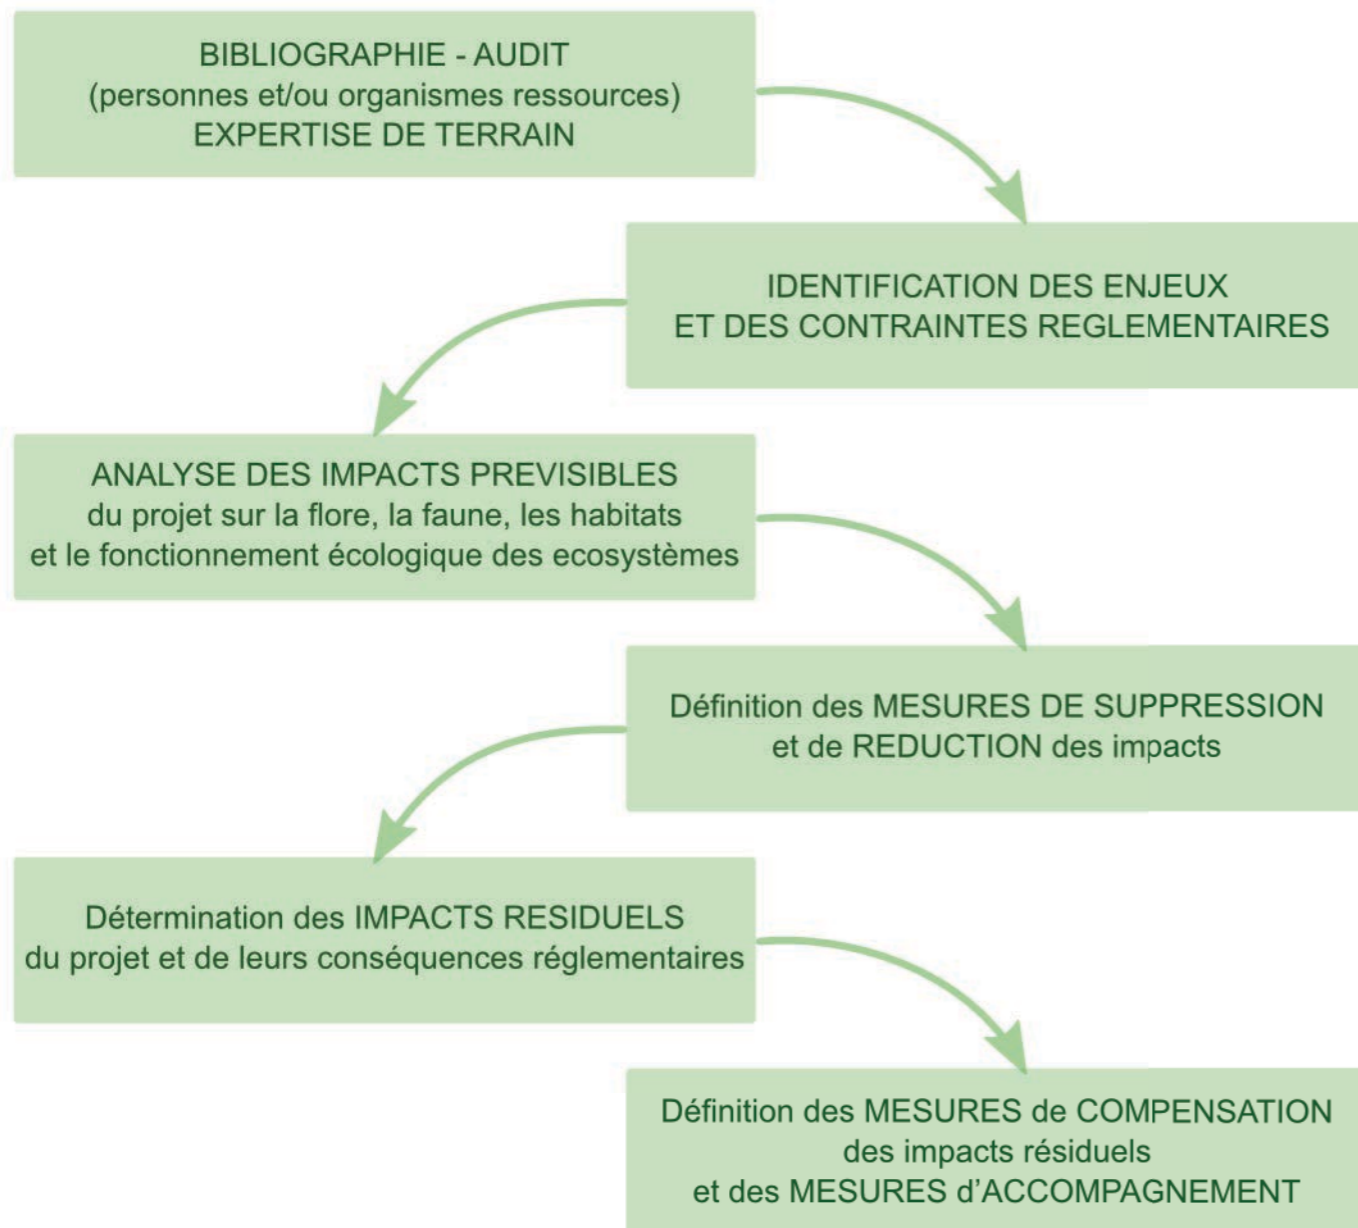 BIBLIOGRAPHIE - AUDIT
(personnes et/ou organismes ressources)
EXPERTISE DE TERRAIN
IDENTIFICATION DES ENJEUX
ET DES CONTRAINTES REGLEMENTAIRES
ANALYSE DES IMPACTS PREVISIBLES
du projet sur la flore, la faune, les habitats
et le fonctionnement écologique des ecosystèmes
Définition des MESURES DE SUPPRESSION
et de REDUCTION des impacts
Détermination des IMPACTS RESIDUELS
du projet et de leurs conséquences réglementaires
Définition des MESURES de COMPENSATION
des impacts résiduels
et des MESURES d'ACCOMPAGNEMENT